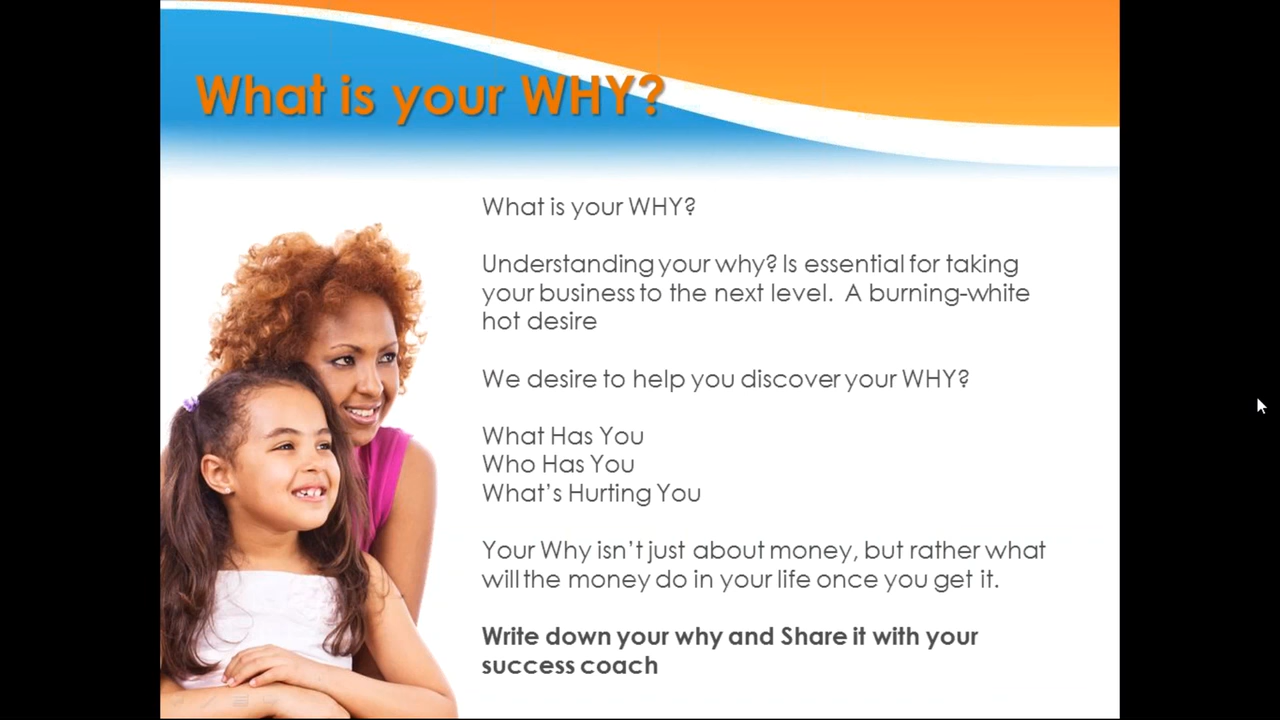 What is your WHY?
What is your WHY?
Understanding your why? Is essential for taking
your business to the next level. A burning-white
hot desire
We desire to help you discover your WHY?
What Has You
Who Has You
What's Hurting You
Your Why isn't just about money, but rather what
will the money do in your life once you get it.
Write down your why and Share it with your
success coach